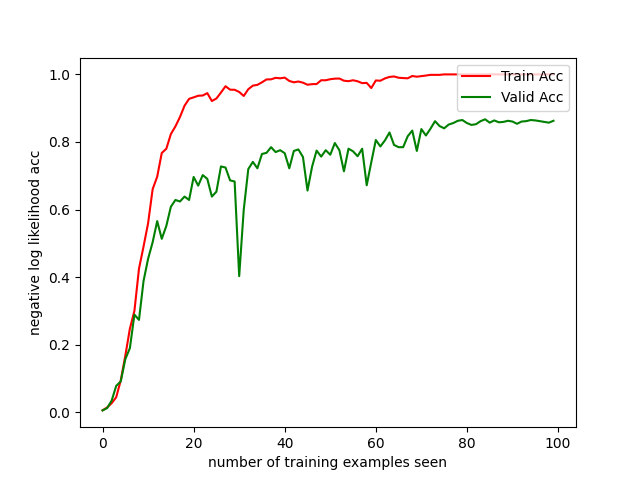 Train Acc
Valid Acc
1.0
0.8
0.6
0.4
0.2
0.0
negative log likelihood acc
0 20 40 60 80 100
number of training examples seen